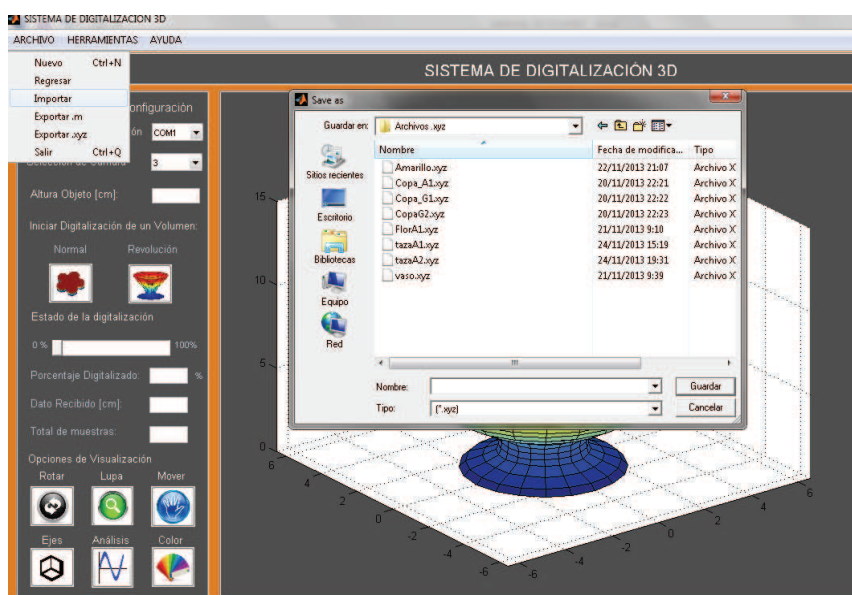 SISTEMA DE DIGITALIZACIÓN 3D
ARCHIVO HERRAMIENTAS AYUDA
Nuevo Ctrl+N
Regresar
Importar
Exportar .m
Exportar .xyz
Salir Ctrl+Q
SISTEMA DE DIGITALIZACIÓN 3D
onfiguración
ón COM1
Selección de Cámara 3
Altura Objeto [cm]:
Iniciar Digitalización de un Volumen:
Normal Revolución
Estado de la digitalización
0 % 100%
Porcentaje Digitalizado: %
Dato Recibido [cm]:
Total de muestras:
Opciones de Visualización
Rotar Lupa Mover
Ejes Análisis Color
Save as
Guardar en: Archivos .xyz
Sitios recientes
Escritorio
Bibliotecas
Equipo
Red
Nombre Fecha de modifica... Tipo
Amarillo.xyz 22/11/2013 21:07 Archivo X
Copa_A1.xyz 20/11/2013 22:21 Archivo X
Copa_G1.xyz 20/11/2013 22:22 Archivo X
CopaG2.xyz 20/11/2013 22:23 Archivo X
FlorA1.xyz 21/11/2013 9:10 Archivo X
tazaA1.xyz 24/11/2013 15:19 Archivo X
tazaA2.xyz 24/11/2013 19:31 Archivo X
vaso.xyz 21/11/2013 9:39 Archivo X
Nombre: Guardar
Tipo: (*.xyz) Cancelar
15
10
5
0
6
4
2
0
-2
-4
-6
-6
-4
-2
0
2
4
6